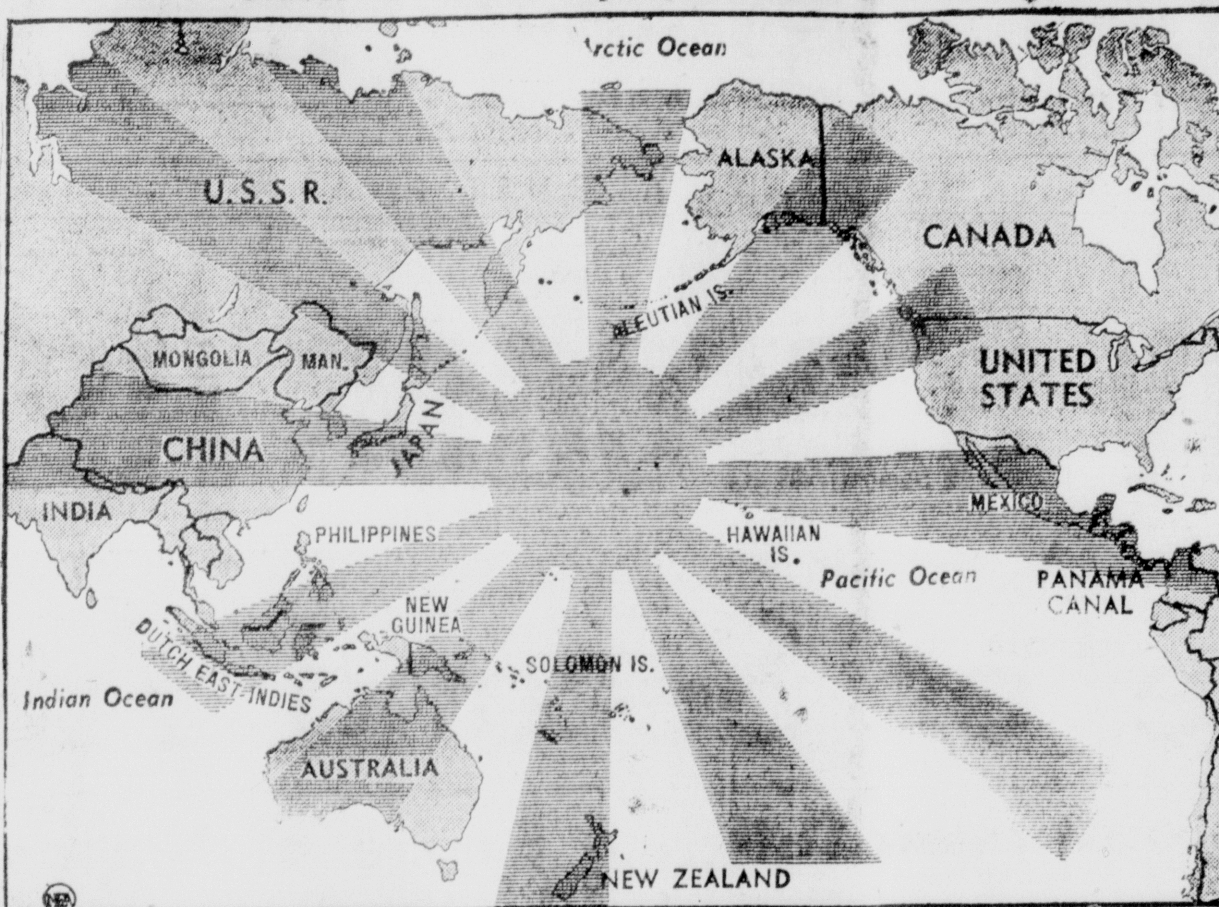 Arctic Ocean
ALASKA
U.S.S.R.
CANADA
ALEUTIAN IS.
MONGOLIA
MAN.
UNITED
STATES
JAPAN
CHINA
MEXICO
INDIA
PHILIPPINES
HAWAIIAN
IS.
Pacific Ocean
PANAMA
CANAL
NEW
GUINEA
DUTCH EAST INDIES
SOLOMON IS.
Indian Ocean
AUSTRALIA
NEW ZEALAND
NEA